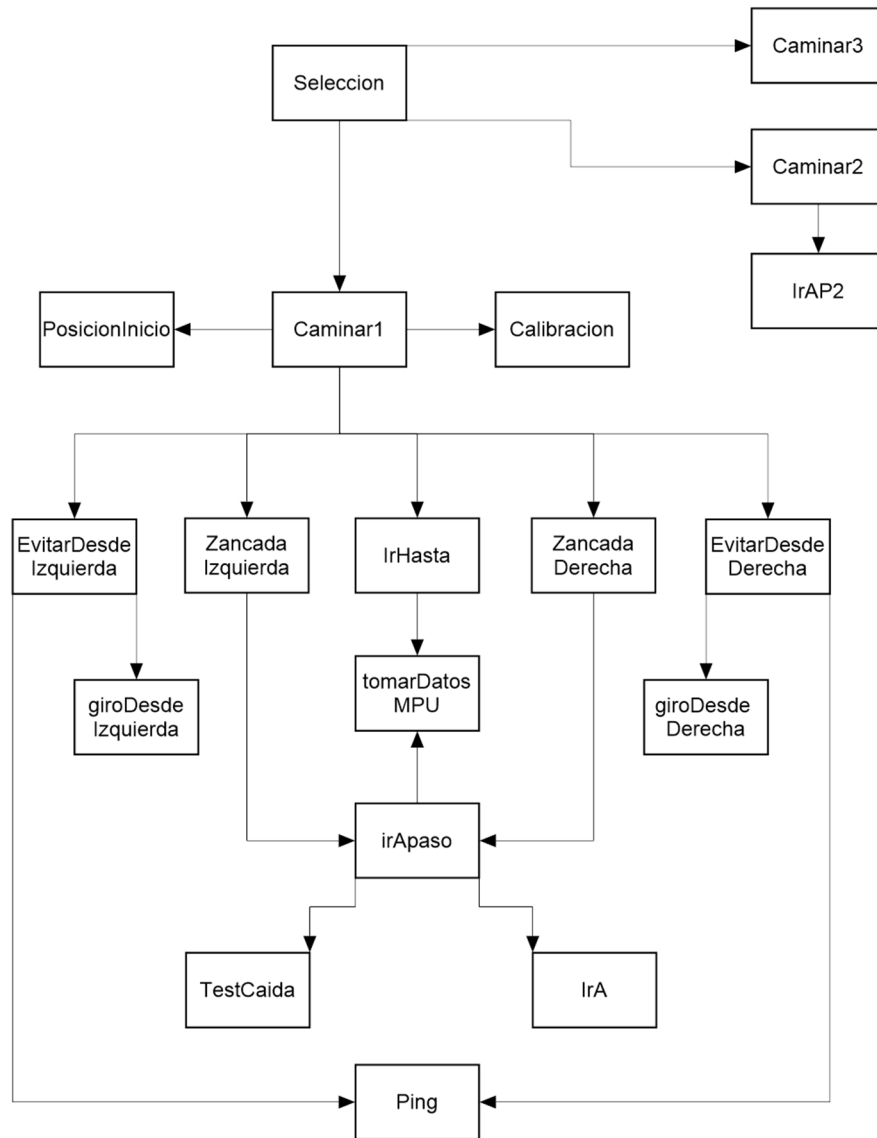 Caminar3
Seleccion
Caminar2
IrAP2
PosicionInicio
Caminar1
Calibracion
EvitarDesde
Izquierda
Zancada
Izquierda
IrHasta
Zancada
Derecha
EvitarDesde
Derecha
giroDesde
Izquierda
tomarDatos
MPU
giroDesde
Derecha
irApaso
TestCaida
IrA
Ping